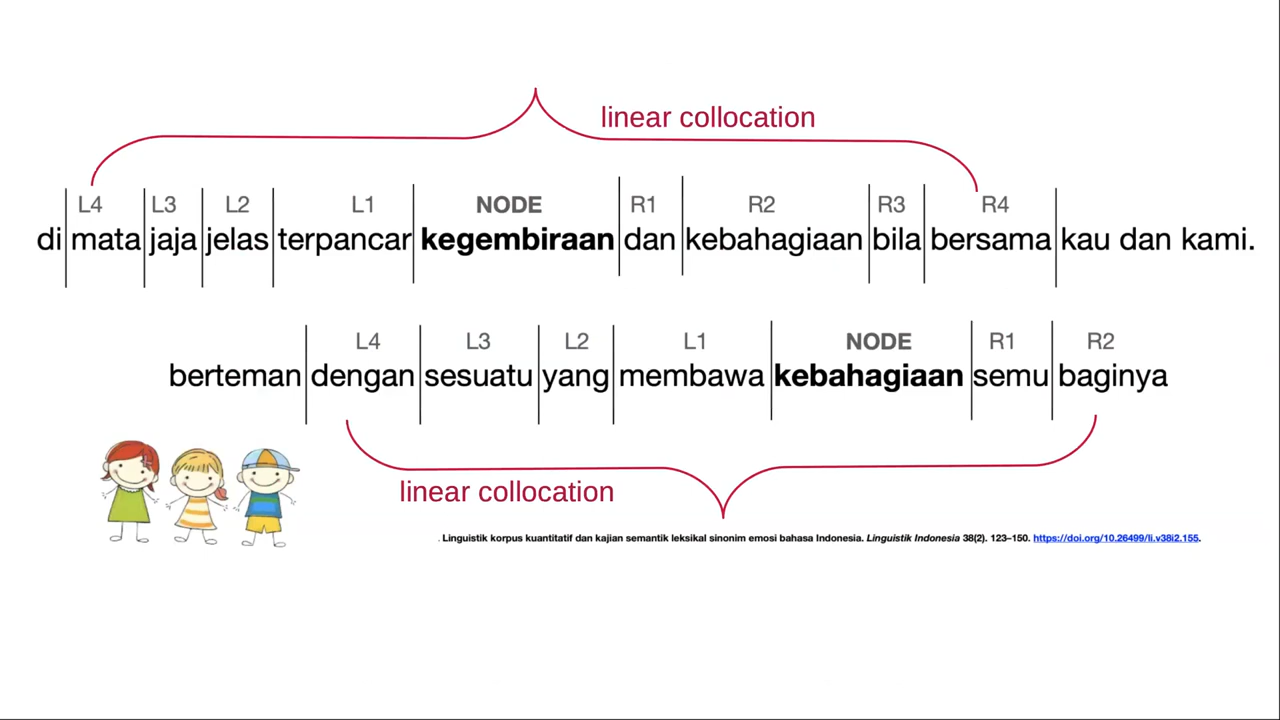 linear collocation
L4 L3 L2 L1 NODE R1 R2 R3 R4
di mata jaja jelas terpancar kegembiraan dan kebahagiaan bila bersama kau dan kami.
L4 L3 L2 L1 NODE R1 R2
berteman dengan sesuatu yang membawa kebahagiaan semu baginya
linear collocation
. Linguistik korpus kuantitatif dan kajian semantik leksikal sinonim emosi bahasa Indonesia. Linguistik Indonesia 38(2). 123–150. https://doi.org/10.26499/li.v38i2.155.